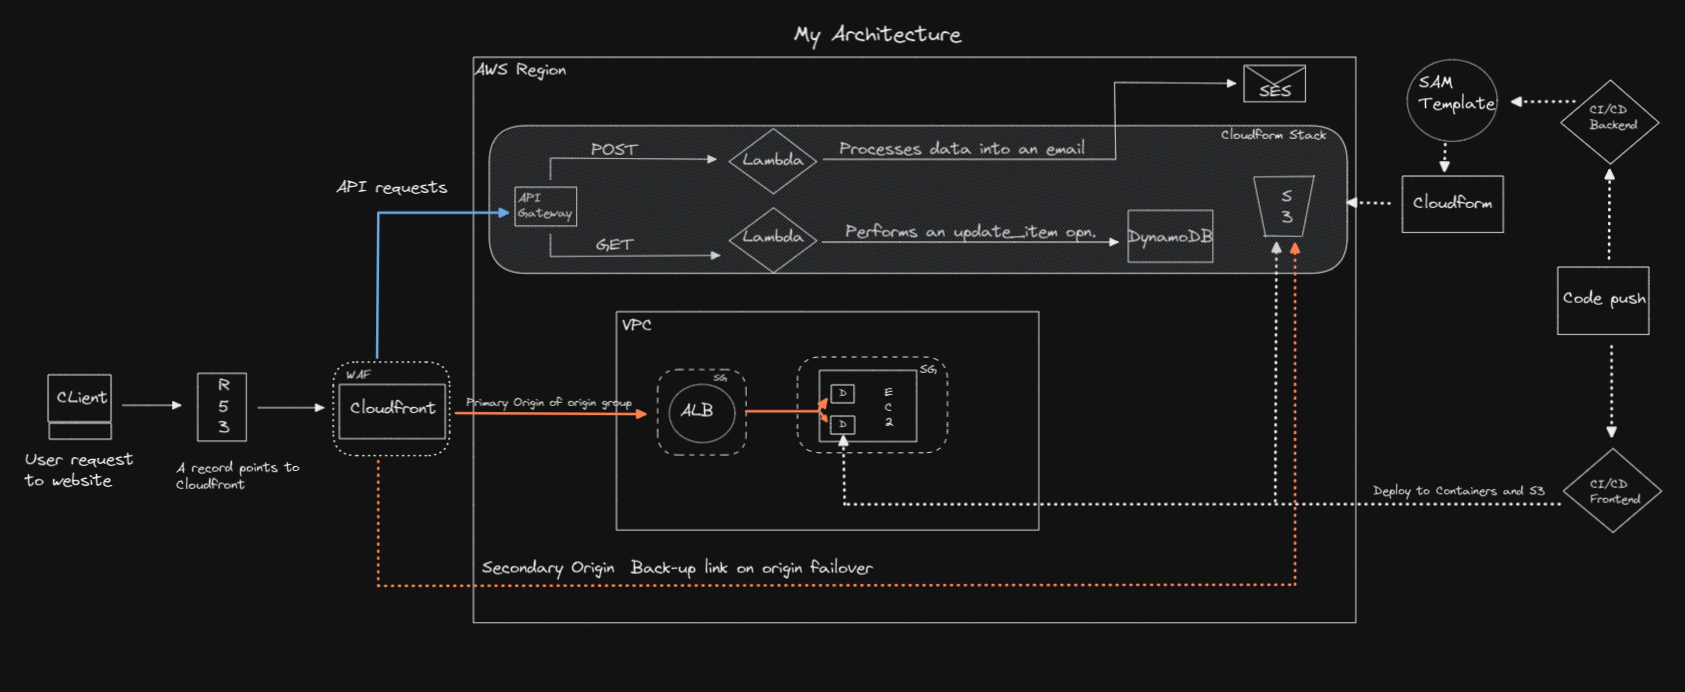 My Architecture
AWS Region
SES
SAM
Template
CI/CD
Backend
Cloudform Stack
POST
Lambda
Processes data into an email
API requests
API
Gateway
S
3
Cloudform
GET
Lambda
Performs an update_item opn.
DynamoDB
Code push
VPC
CLient
R
5
3
WAF
Cloudfront
Primary Origin of origin group
SG
ALB
SG
D
D
E
C
2
User request
to website
A record points to
Cloudfront
Deploy to Containers and S3
CI/CD
Frontend
Secondary Origin Back-up link on origin failover